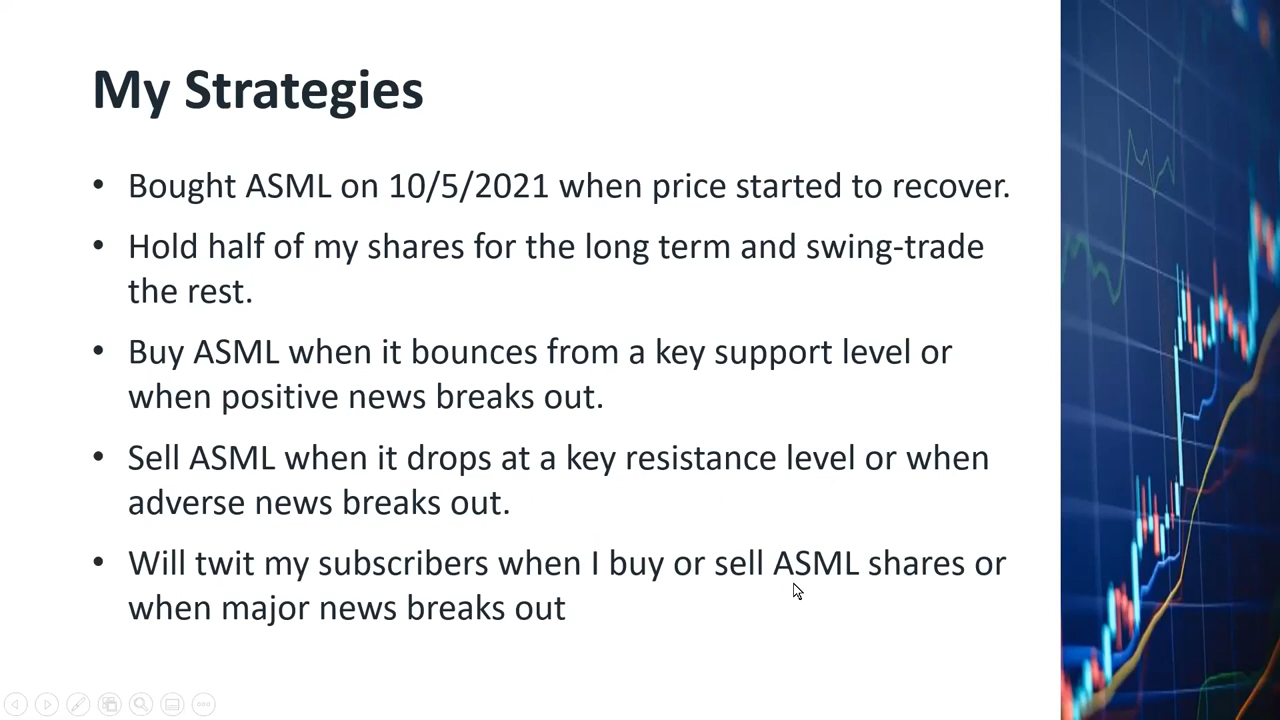 My Strategies
• Bought ASML on 10/5/2021 when price started to recover.
• Hold half of my shares for the long term and swing-trade
the rest.
• Buy ASML when it bounces from a key support level or
when positive news breaks out.
• Sell ASML when it drops at a key resistance level or when
adverse news breaks out.
• Will twit my subscribers when I buy or sell ASML shares or
when major news breaks out